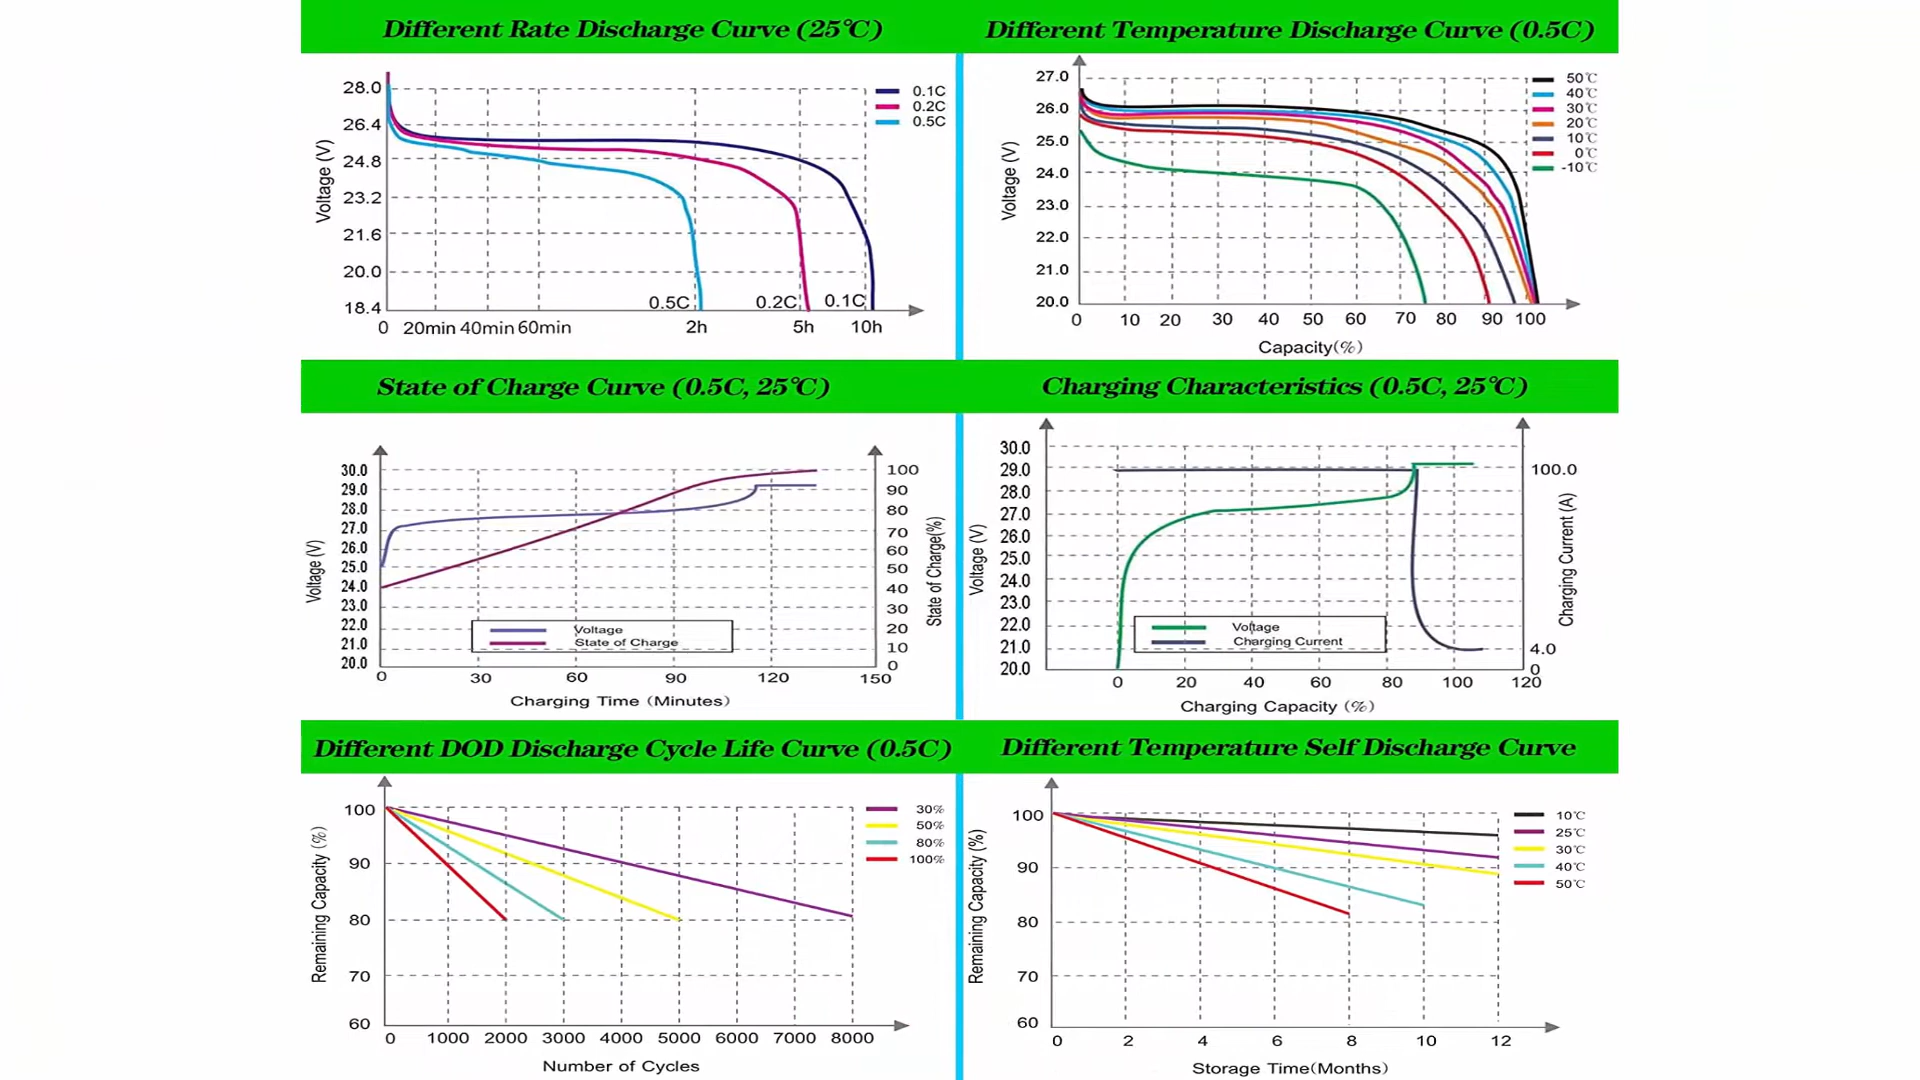 Different Rate Discharge Curve (25℃)
28.0
26.4
24.8
23.2
21.6
20.0
18.4
Voltage (V)
0.1C
0.2C
0.5C
0.5C 0.2C 0.1C
0 20min 40min 60min 2h 5h 10h
Different Temperature Discharge Curve (0.5C)
27.0
26.0
25.0
24.0
23.0
22.0
21.0
20.0
Voltage (V)
50℃
40℃
30℃
20℃
10℃
0℃
-10℃
0 10 20 30 40 50 60 70 80 90 100
Capacity(%)
State of Charge Curve (0.5C, 25℃)
30.0
29.0
28.0
27.0
26.0
25.0
24.0
23.0
22.0
21.0
20.0
Voltage (V)
Voltage
State of Charge
100
90
80
70
60
50
40
30
20
10
0
State of Charge(%)
0 30 60 90 120 150
Charging Time (Minutes)
Charging Characteristics (0.5C, 25℃)
30.0
29.0
28.0
27.0
26.0
25.0
24.0
23.0
22.0
21.0
20.0
Voltage (V)
Voltage
Charging Current
100.0
4.0
0
Charging Current (A)
0 20 40 60 80 100 120
Charging Capacity (%)
Different DOD Discharge Cycle Life Curve (0.5C)
100
90
80
70
60
Remaining Capacity (%)
30%
50%
80%
100%
0 1000 2000 3000 4000 5000 6000 7000 8000
Number of Cycles
Different Temperature Self Discharge Curve
100
90
80
70
60
Remaining Capacity (%)
10℃
25℃
30℃
40℃
50℃
0 2 4 6 8 10 12
Storage Time(Months)